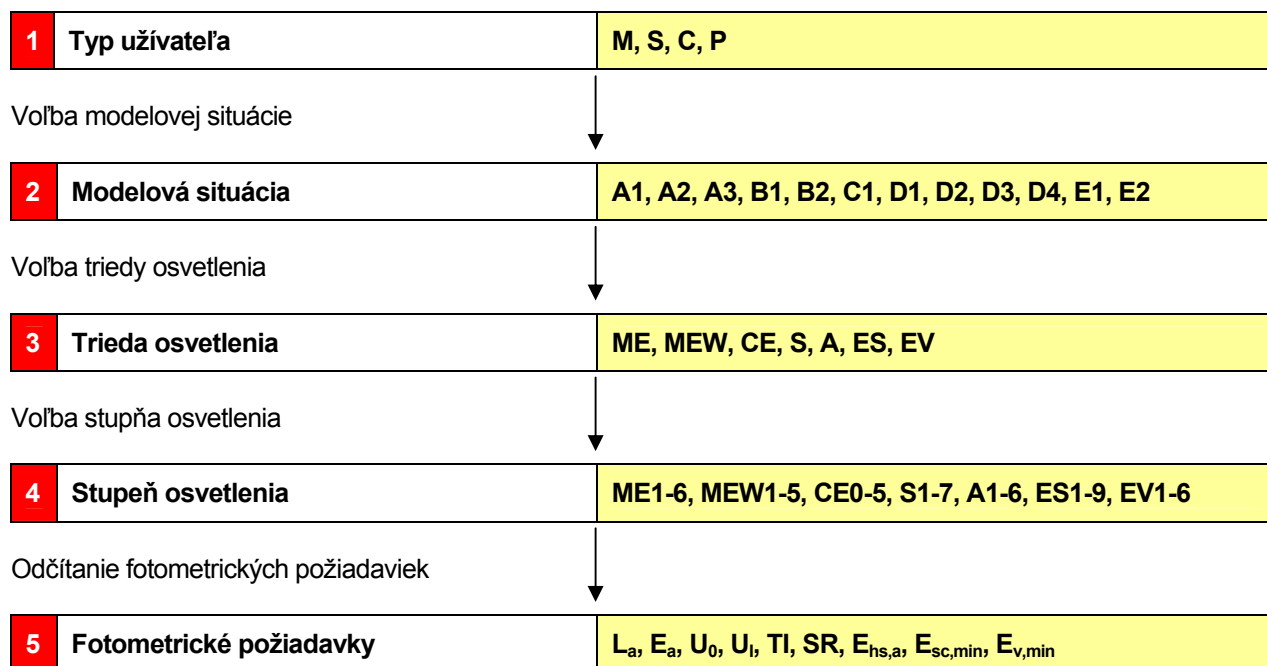 1 Typ užívateľa M, S, C, P
Voľba modelovej situácie
2 Modelová situácia A1, A2, A3, B1, B2, C1, D1, D2, D3, D4, E1, E2
Voľba triedy osvetlenia
3 Trieda osvetlenia ME, MEW, CE, S, A, ES, EV
Voľba stupňa osvetlenia
4 Stupeň osvetlenia ME1-6, MEW1-5, CE0-5, S1-7, A1-6, ES1-9, EV1-6
Odčítanie fotometrických požiadaviek
5 Fotometrické požiadavky La, Ea, U0, Ul, TI, SR, Ehs,a, Esc,min, Ev,min